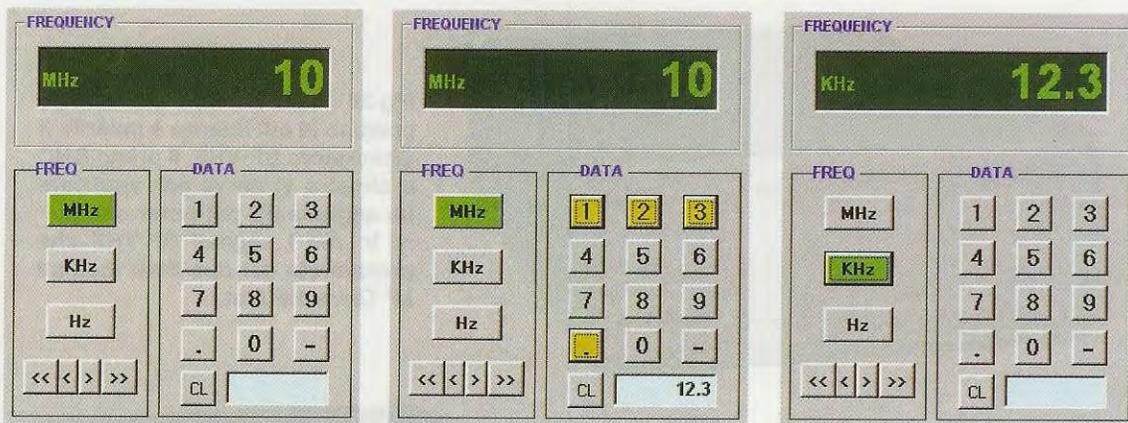 FREQUENCY
MHz 10
FREQ
MHz
KHz
Hz
<< < > >>
DATA
1 2 3
4 5 6
7 8 9
. 0 -
CL
FREQUENCY
MHz 10
FREQ
MHz
KHz
Hz
<< < > >>
DATA
1 2 3
4 5 6
7 8 9
. 0 -
CL 12.3
FREQUENCY
KHz 12.3
FREQ
MHz
KHz
Hz
<< < > >>
DATA
1 2 3
4 5 6
7 8 9
. 0 -
CL